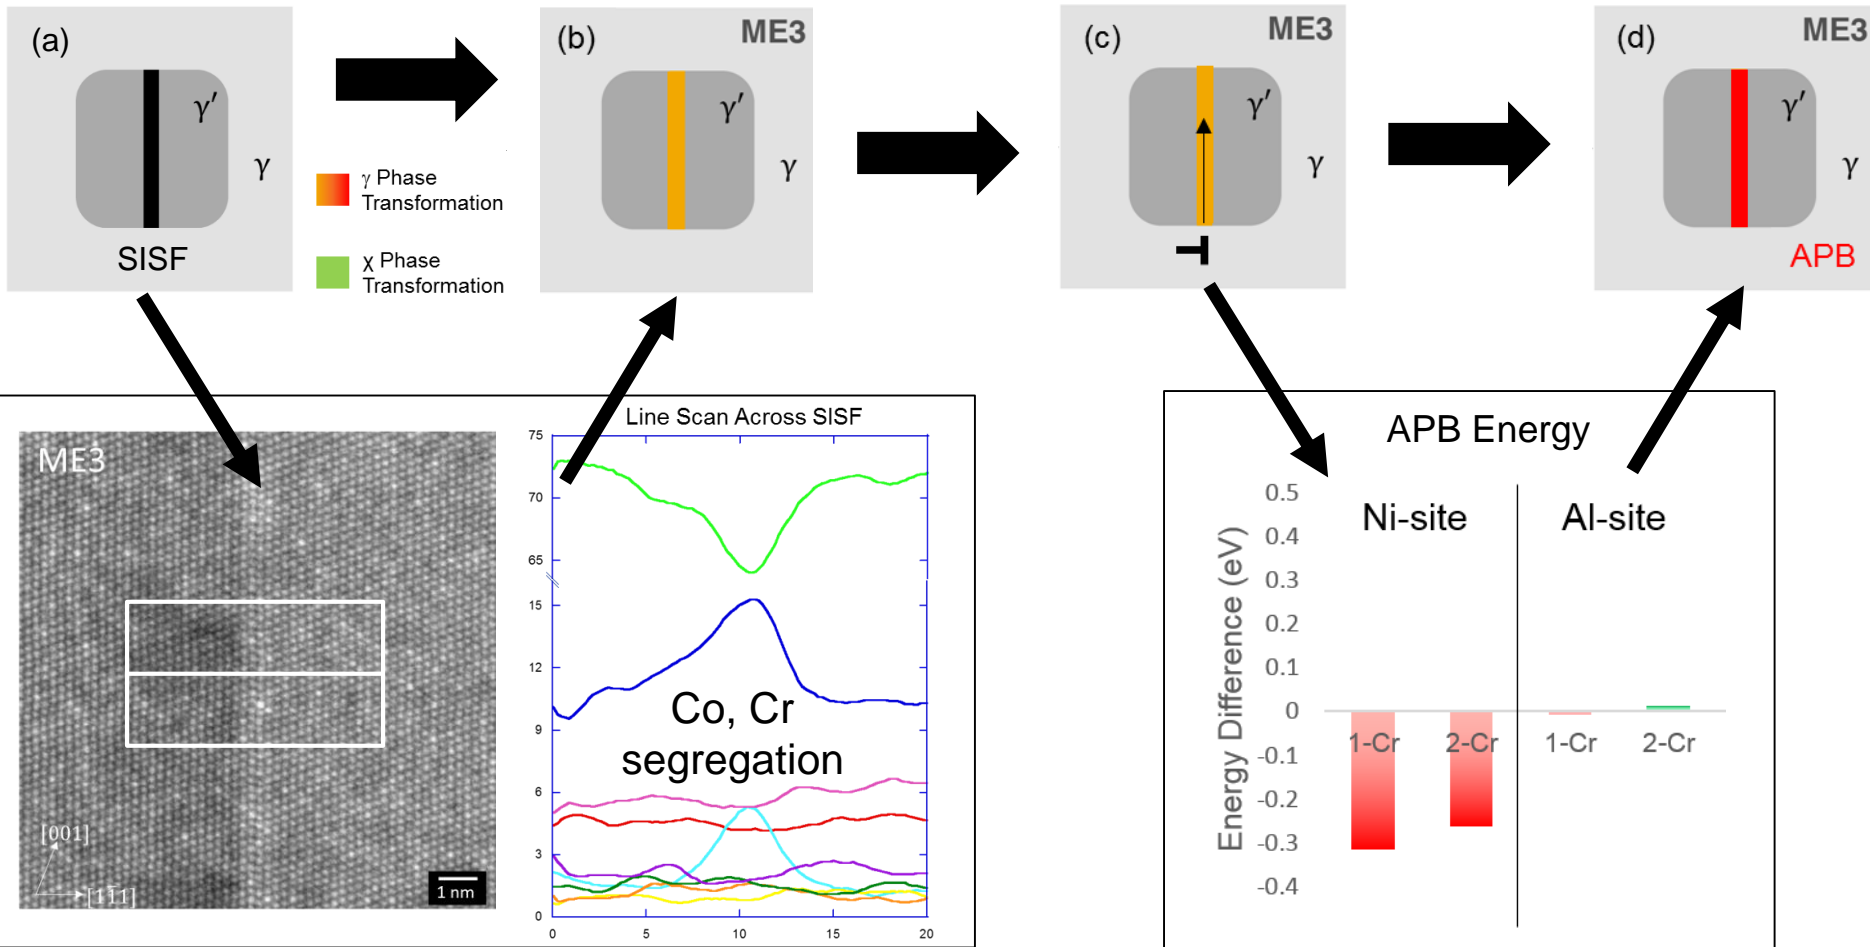 (a)
γ′
γ
SISF
γ Phase
Transformation
χ Phase
Transformation
(b)
ME3
γ′
γ
(c)
ME3
γ′
γ
(d)
ME3
γ′
γ
APB
ME3
[001]
[11̄1]
1 nm
Line Scan Across SISF
75
70
65
15
12
9
6
3
0
0 5 10 15 20
Co, Cr
segregation
APB Energy
Ni-site
Al-site
Energy Difference (eV)
0.5
0.4
0.3
0.2
0.1
0
-0.1
-0.2
-0.3
-0.4
1-Cr 2-Cr 1-Cr 2-Cr